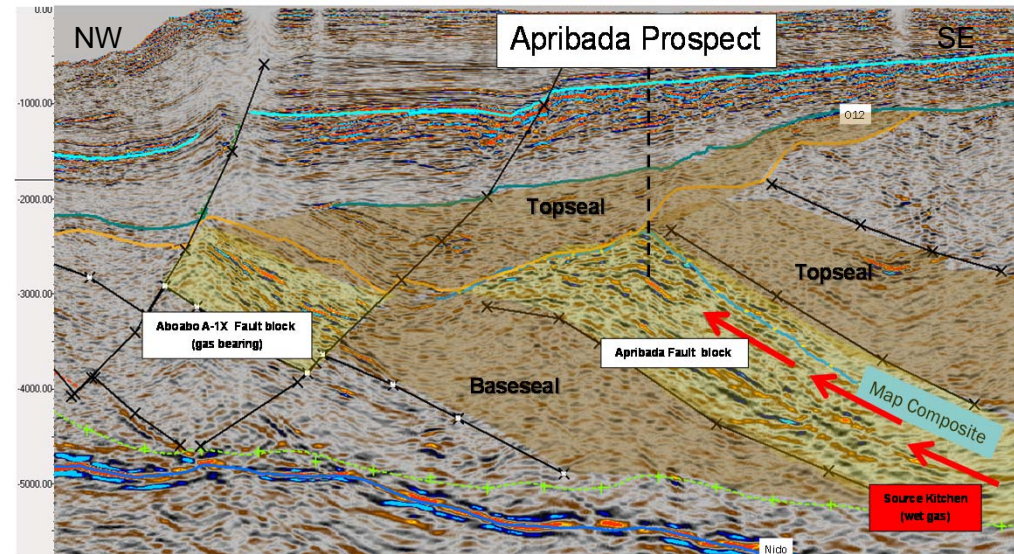 0.00
NW
Apribada Prospect
SE
-1000.00
O12
-2000.00
Topseal
Topseal
-3000.00
Aboabo A-1X Fault block
(gas bearing)
Apribada Fault block
-4000.00
Baseseal
Map Composite
-5000.00
Source Kitchen
(wet gas)
Nido